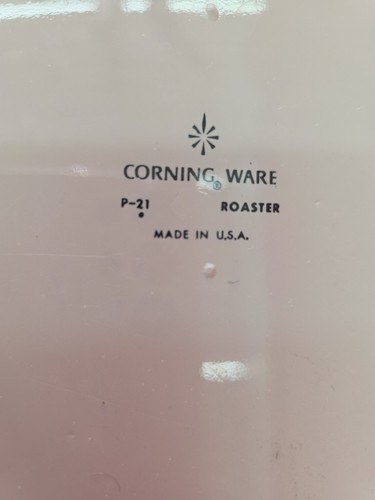 CORNING® WARE
P-21 ROASTER
MADE IN U.S.A.